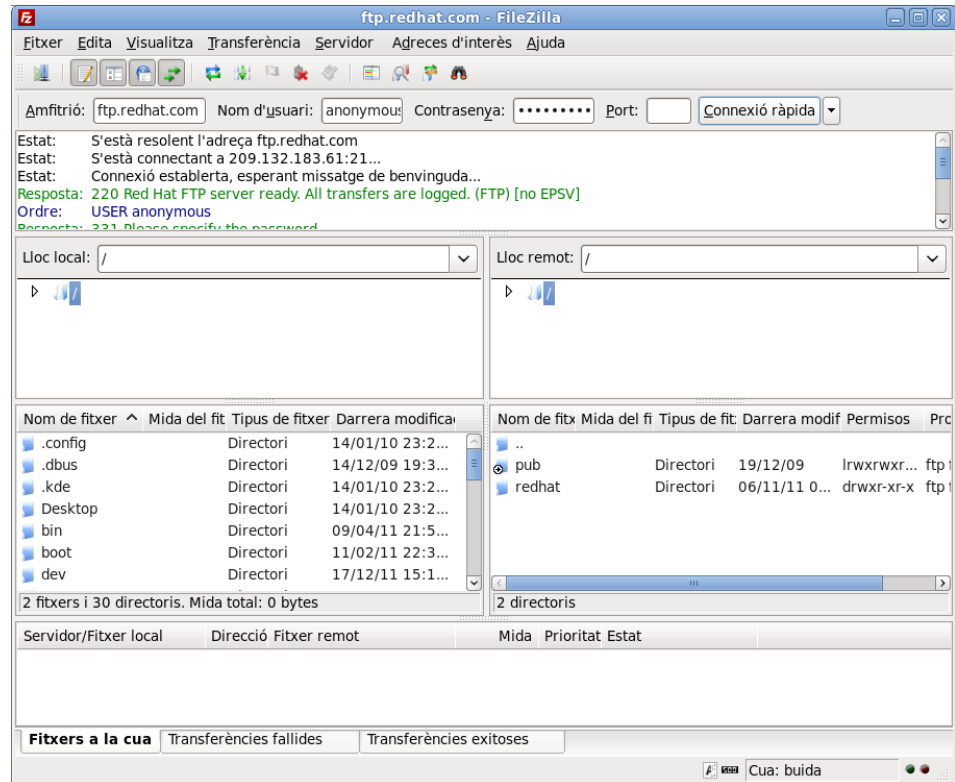 ftp.redhat.com - FileZilla
Fitxer Edita Visualitza Transferència Servidor Adreces d'interès Ajuda
Amfitrió: ftp.redhat.com Nom d'usuari: anonymous Contrasenya: ••••••••• Port: Connexió ràpida
Estat: S'està resolent l'adreça ftp.redhat.com
Estat: S'està connectant a 209.132.183.61:21...
Estat: Connexió establerta, esperant missatge de benvinguda...
Resposta: 220 Red Hat FTP server ready. All transfers are logged. (FTP) [no EPSV]
Ordre: USER anonymous
Resposta: 331 Please specify the password
Lloc local: /
/
Lloc remot: /
/
Nom de fitxer Mida del fit Tipus de fitxer Darrera modifica
.config Directori 14/01/10 23:2...
.dbus Directori 14/12/09 19:3...
.kde Directori 14/01/10 23:2...
Desktop Directori 14/01/10 23:2...
bin Directori 09/04/11 21:5...
boot Directori 11/02/11 22:3...
dev Directori 17/12/11 15:1...
2 fitxers i 30 directoris. Mida total: 0 bytes
Nom de fitx Mida del fi Tipus de fit: Darrera modif Permisos Prc
..
pub Directori 19/12/09 lrwxrwxr... ftp
redhat Directori 06/11/11 0... drwxr-xr-x ftp
2 directoris
Servidor/Fitxer local Direcció Fitxer remot Mida Prioritat Estat
Fitxers a la cua Transferències fallides Transferències exitoses
Cua: buida